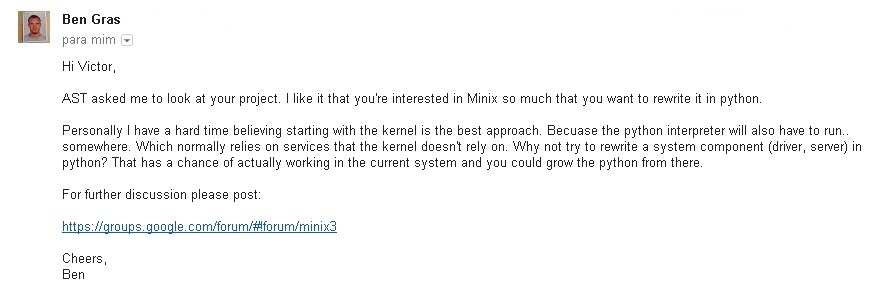 Ben Gras
para mim
Hi Victor,
AST asked me to look at your project. I like it that you're interested in Minix so much that you want to rewrite it in python.
Personally I have a hard time believing starting with the kernel is the best approach. Becuase the python interpreter will also have to run..
somewhere. Which normally relies on services that the kernel doesn't rely on. Why not try to rewrite a system component (driver, server) in
python? That has a chance of actually working in the current system and you could grow the python from there.
For further discussion please post:
https://groups.google.com/forum/#!forum/minix3
Cheers,
Ben